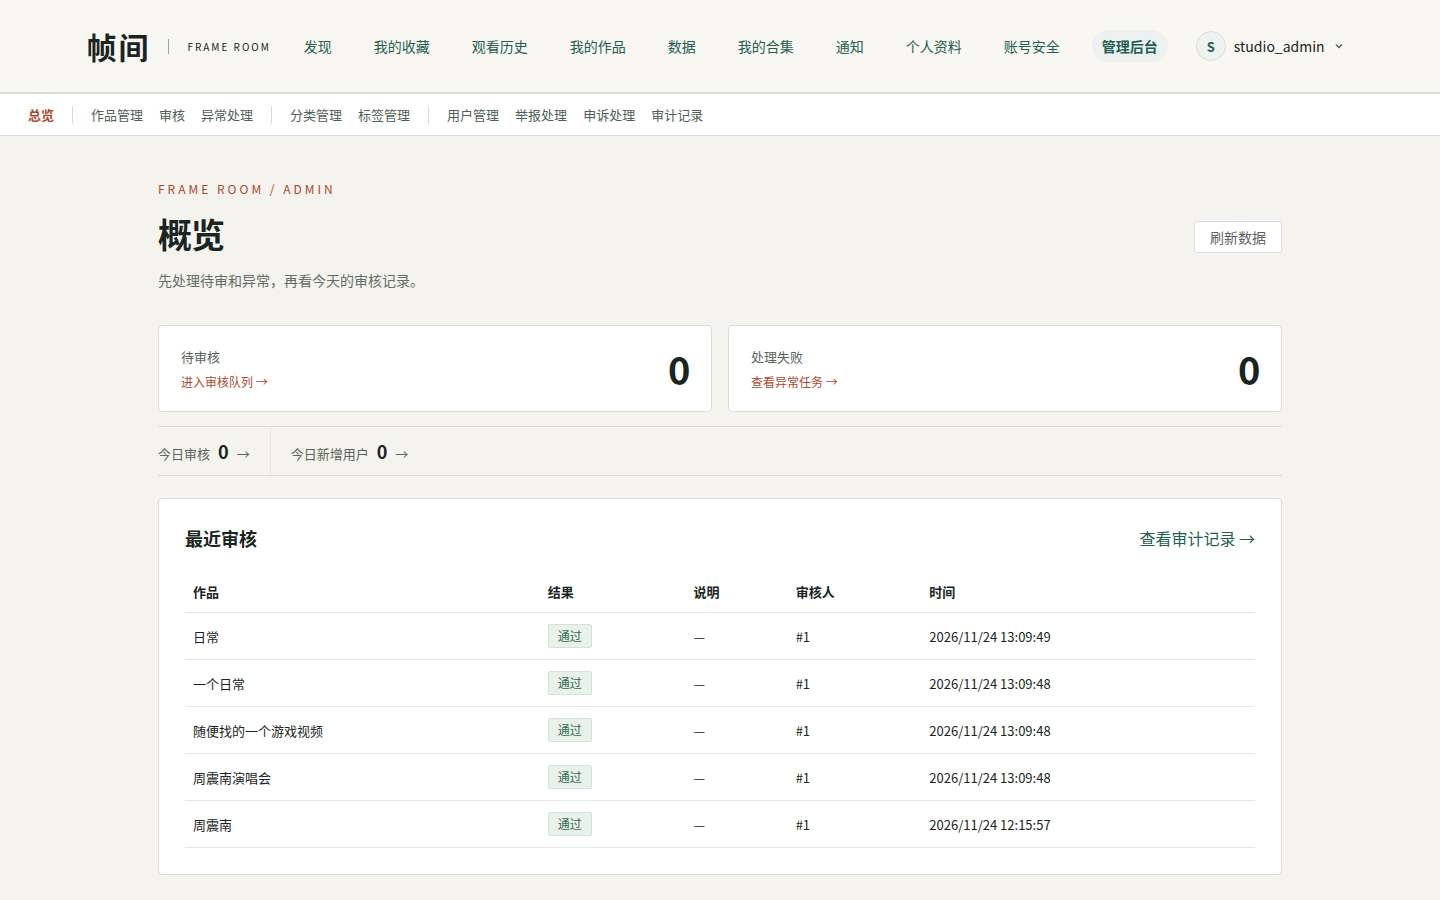 帧间 FRAME ROOM 发现 我的收藏 观看历史 我的作品 数据 我的合集 通知 个人资料 账号安全 管理后台 S studio_admin
总览 作品管理 审核 异常处理 分类管理 标签管理 用户管理 举报处理 申诉处理 审计记录
FRAME ROOM / ADMIN
概览
刷新数据
先处理待审和异常，再看今天的审核记录。
待审核
进入审核队列 →
0
处理失败
查看异常任务 →
0
今日审核 0 → 今日新增用户 0 →
最近审核 查看审计记录 →
作品 结果 说明 审核人 时间
日常 通过 — #1 2026/11/24 13:09:49
一个日常 通过 — #1 2026/11/24 13:09:48
随便找的一个游戏视频 通过 — #1 2026/11/24 13:09:48
周震南演唱会 通过 — #1 2026/11/24 13:09:48
周震南 通过 — #1 2026/11/24 12:15:57